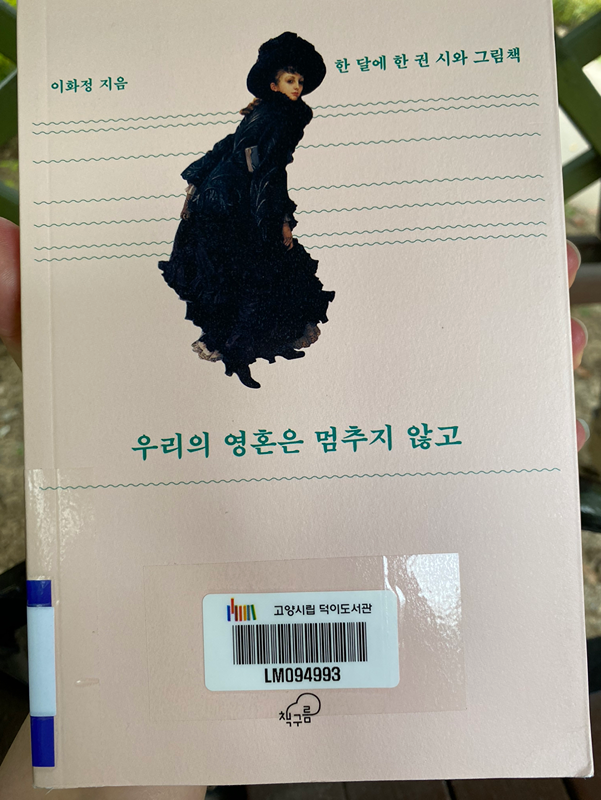 한 달에 한 권 시와 그림책
이화정 지음
우리의 영혼은 멈추지 않고
고양시립 덕이도서관
LM094993
책구름